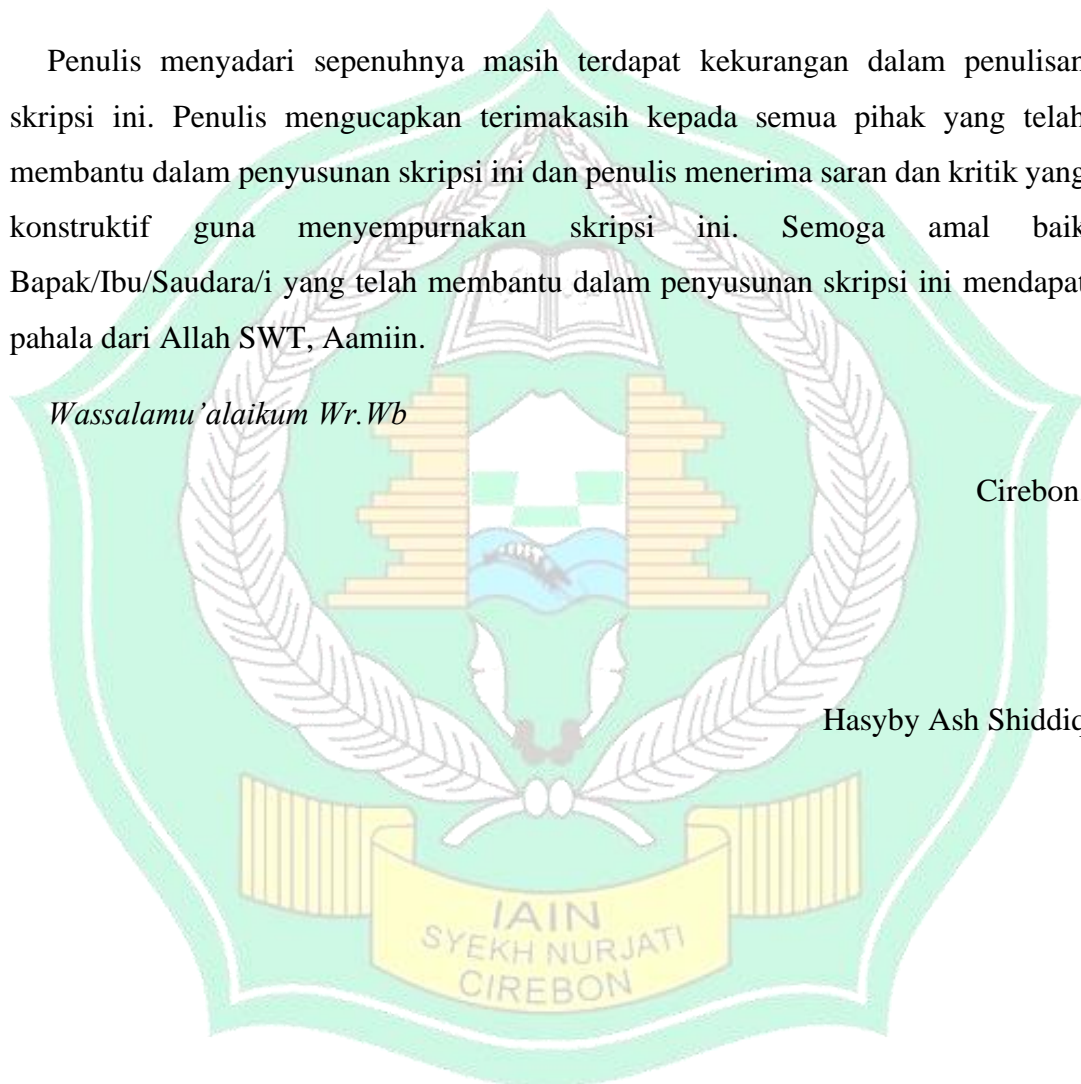 Penulis menyadari sepenuhnya masih terdapat kekurangan dalam penulisan
skripsi ini. Penulis mengucapkan terimakasih kepada semua pihak yang telah
membantu dalam penyusunan skripsi ini dan penulis menerima saran dan kritik yang
konstruktif guna menyempurnakan skripsi ini. Semoga amal baik
Bapak/Ibu/Saudara/i yang telah membantu dalam penyusunan skripsi ini mendapat
pahala dari Allah SWT, Aamiin.
Wassalamu’alaikum Wr.Wb
Cirebon
Hasyby Ash Shiddiq
IAIN
SYEKH NURJATI
CIREBON